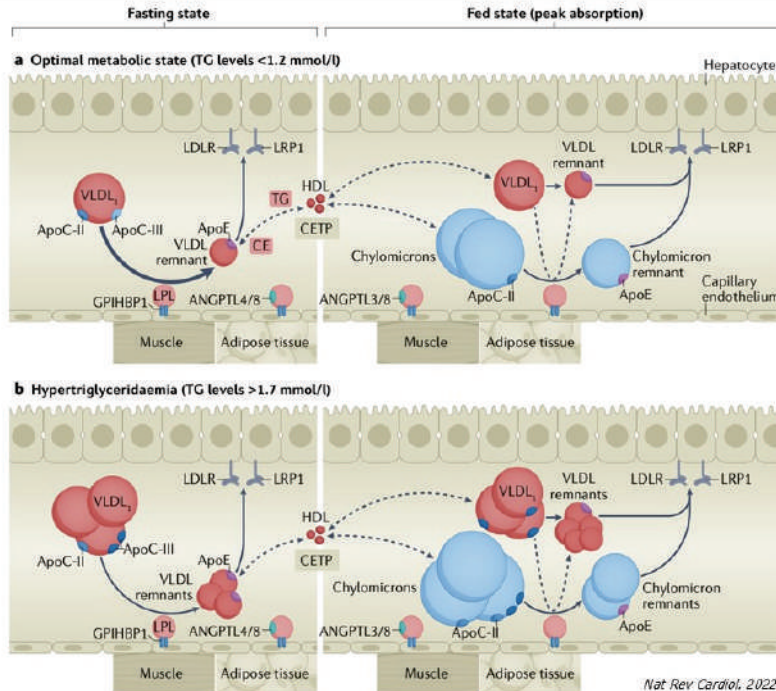 Fasting state
Fed state (peak absorption)
a Optimal metabolic state (TG levels <1.2 mmol/l)
Hepatocyte
LDLR
LRP1
VLDL₁
ApoC-II
ApoC-III
ApoE
VLDL
remnant
TG
CE
HDL
CETP
GPIHBP1
LPL
ANGPTL4/8
Muscle
Adipose tissue
LDLR
LRP1
VLDL
remnant
VLDL₁
Chylomicrons
ApoC-II
Chylomicron
remnant
ApoE
Capillary
endothelium
ANGPTL3/8
Muscle
Adipose tissue
b Hypertriglyceridaemia (TG levels >1.7 mmol/l)
LDLR
LRP1
VLDL₁
ApoC-II
ApoC-III
ApoE
VLDL
remnants
HDL
CETP
GPIHBP1
LPL
ANGPTL4/8
Muscle
Adipose tissue
LDLR
LRP1
VLDL₁
VLDL
remnants
Chylomicrons
ApoC-II
Chylomicron
remnants
ApoE
ANGPTL3/8
Muscle
Adipose tissue
Nat Rev Cardiol, 2022